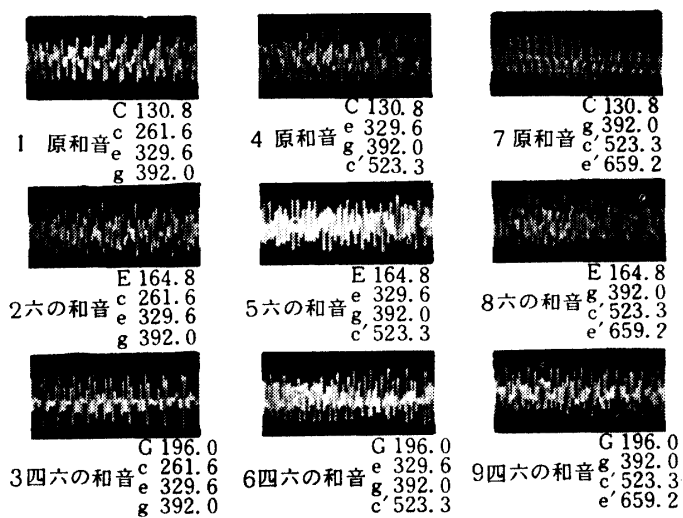 C 130.8
c 261.6
1 原和音 e 329.6
g 392.0
C 130.8
e 329.6
4 原和音 g 392.0
c′ 523.3
C 130.8
g 392.0
7 原和音 c′ 523.3
e′ 659.2
E 164.8
c 261.6
2六の和音 e 329.6
g 392.0
E 164.8
e 329.6
5六の和音 g 392.0
c′ 523.3
E 164.8
g 392.0
8六の和音 c′ 523.3
e′ 659.2
G 196.0
c 261.6
3四六の和音 e 329.6
g 392.0
G 196.0
e 329.6
6四六の和音 g 392.0
c′ 523.3
G 196.0
g 392.0
9四六の和音 c′ 523.3
e′ 659.2